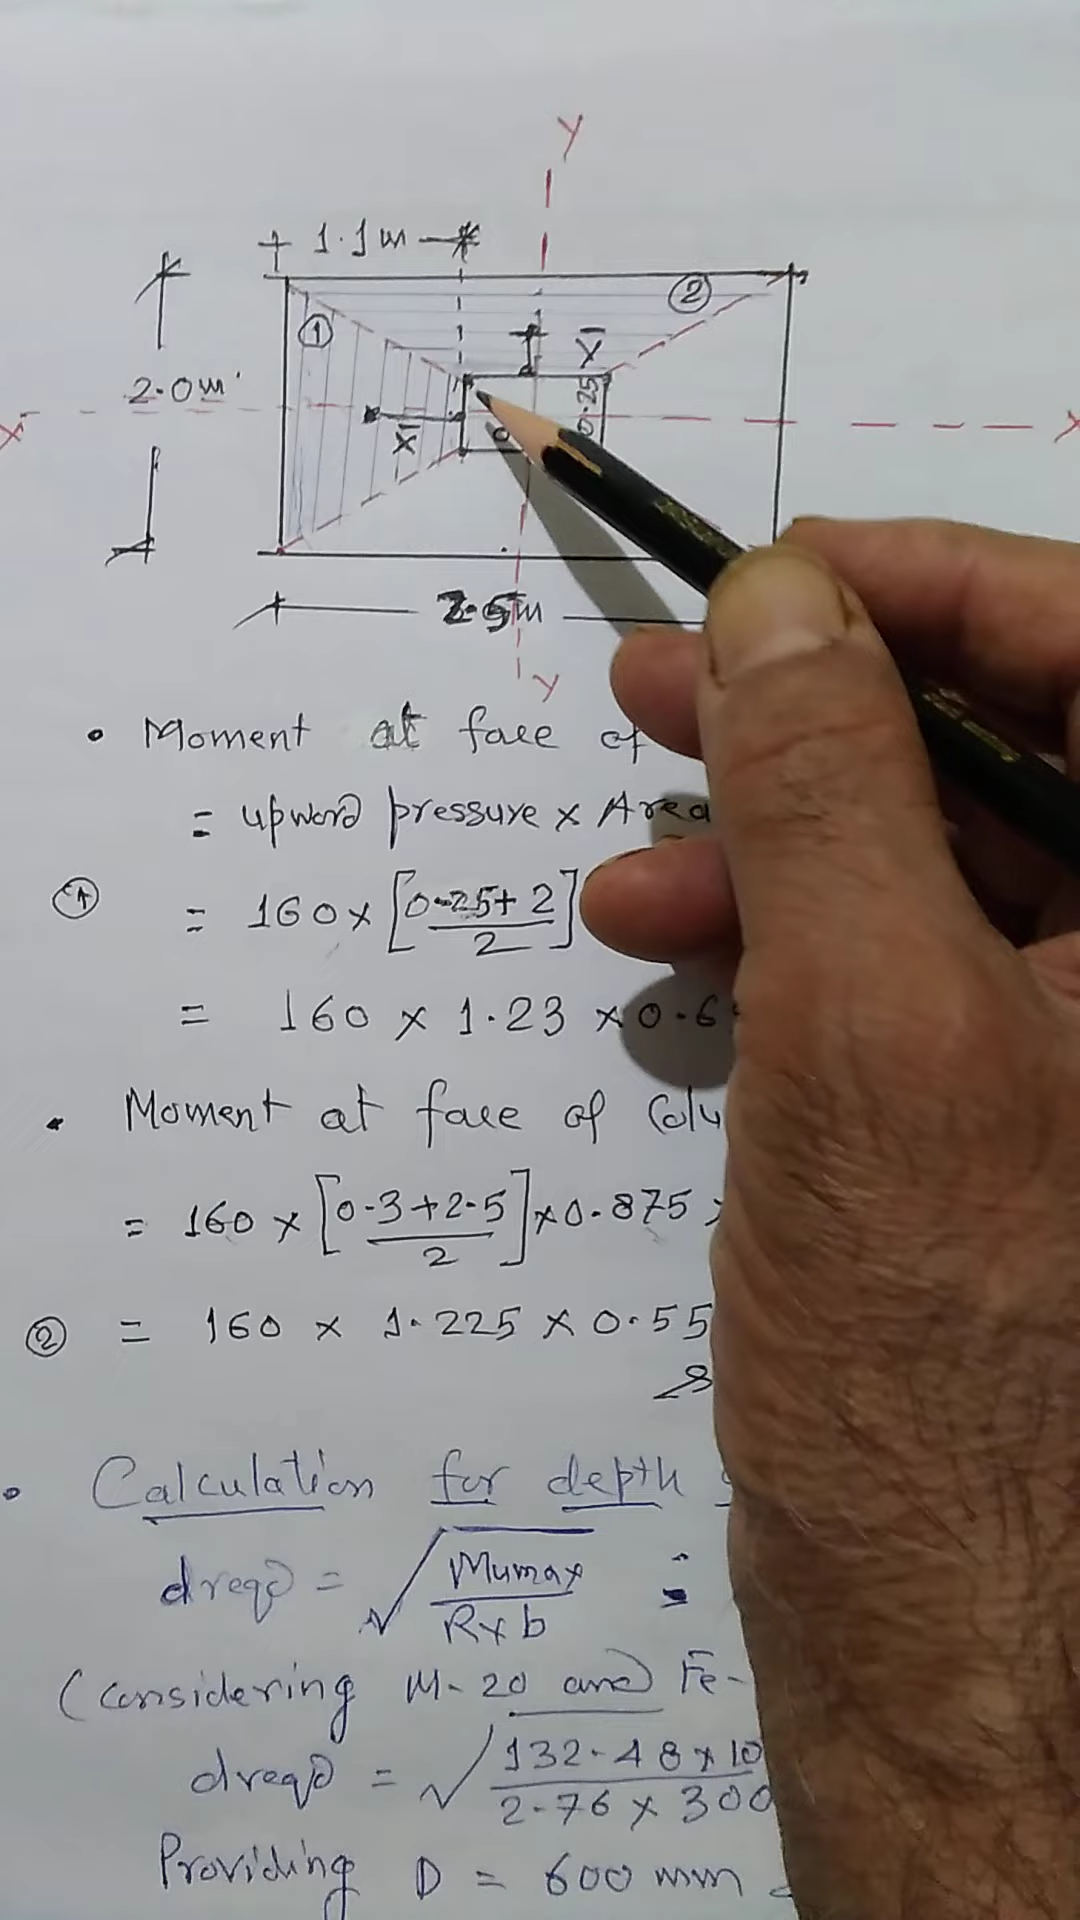 Y
1.1 m
①
②
X̄
2.0m
0.25
X
X
X̄
2.5m
Y
• Moment at face of
= upword pressure x Area
① = 160 x [0.25+2 / 2]
= 160 x 1.23 x 0.6
• Moment at face of Colu
= 160 x [0.3+2.5 / 2] x 0.875
② = 160 x 1.225 x 0.55
• Calculation for depth
dreqd = √ Mumax / R x b
(Considering M-20 and Fe-
dreqd = √ 132.48 x 10 / 2.76 x 300
Providing D = 600 mm